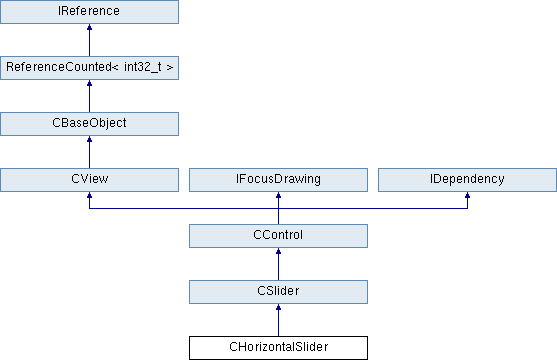 IReference
ReferenceCounted< int32_t >
CBaseObject
CView
IFocusDrawing
IDependency
CControl
CSlider
CHorizontalSlider